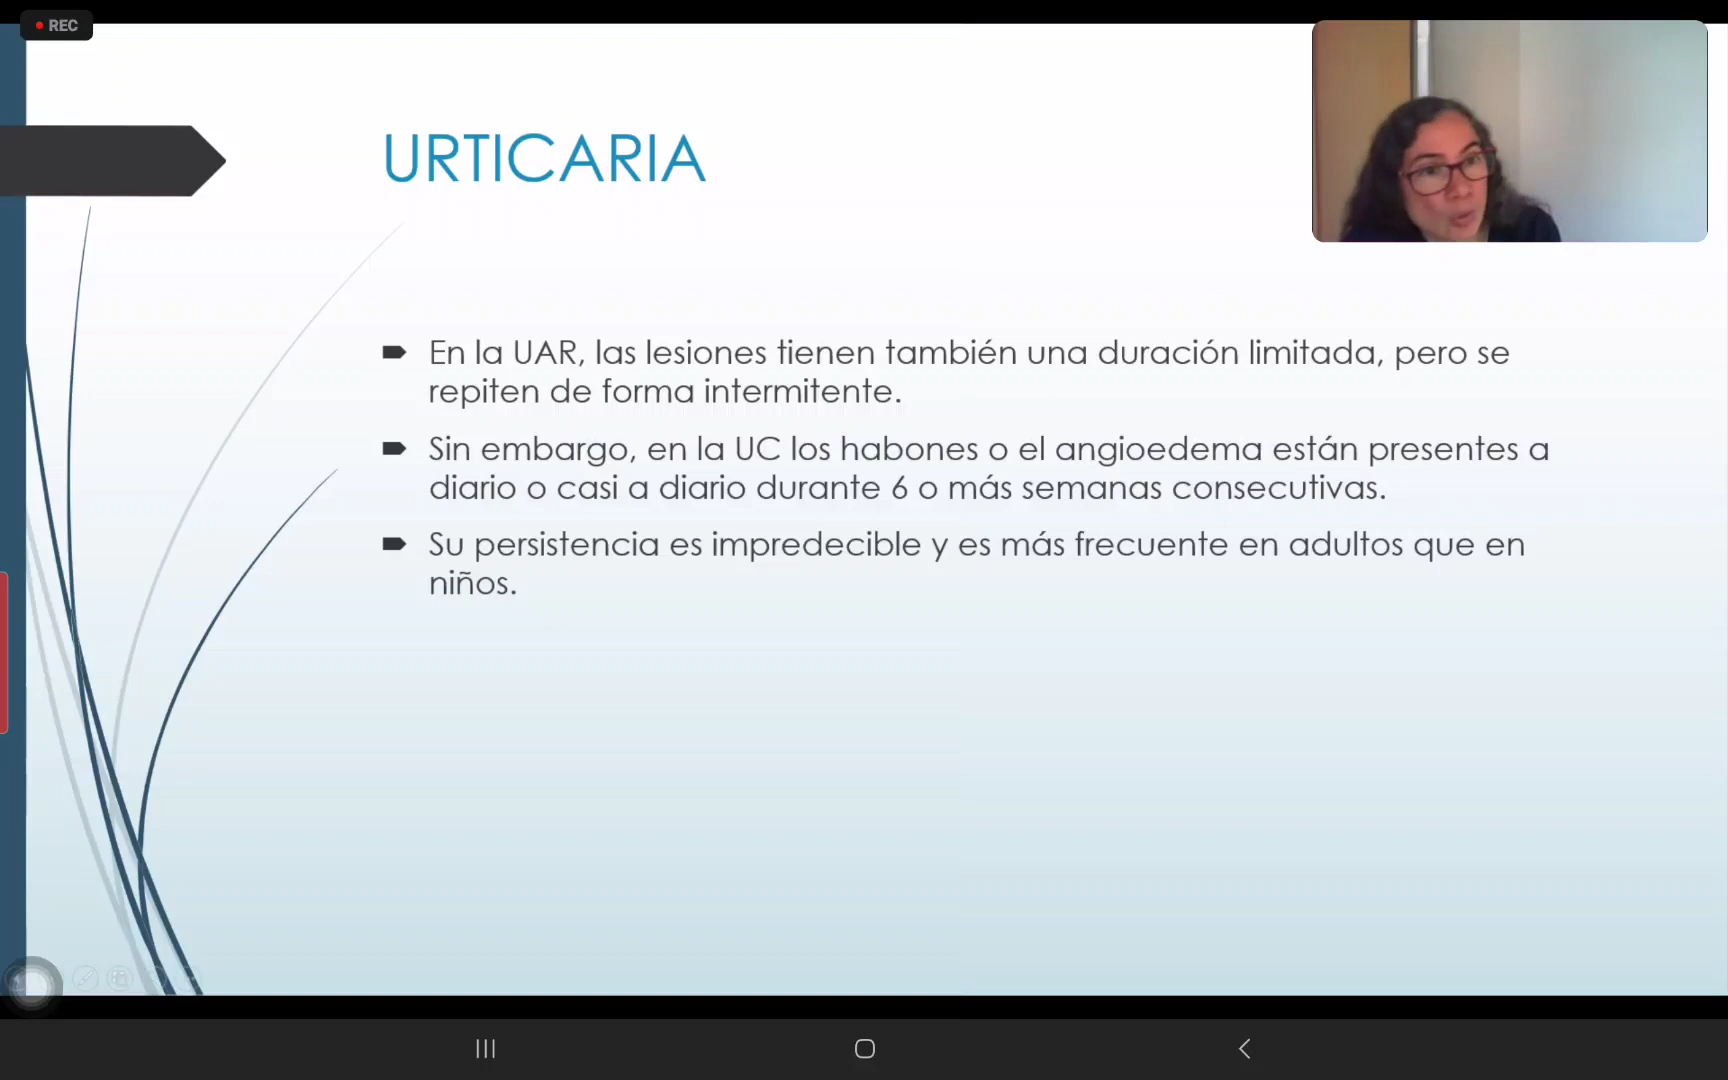 REC
URTICARIA
En la UAR, las lesiones tienen también una duración limitada, pero se
repiten de forma intermitente.
Sin embargo, en la UC los habones o el angioedema están presentes a
diario o casi a diario durante 6 o más semanas consecutivas.
Su persistencia es impredecible y es más frecuente en adultos que en
niños.